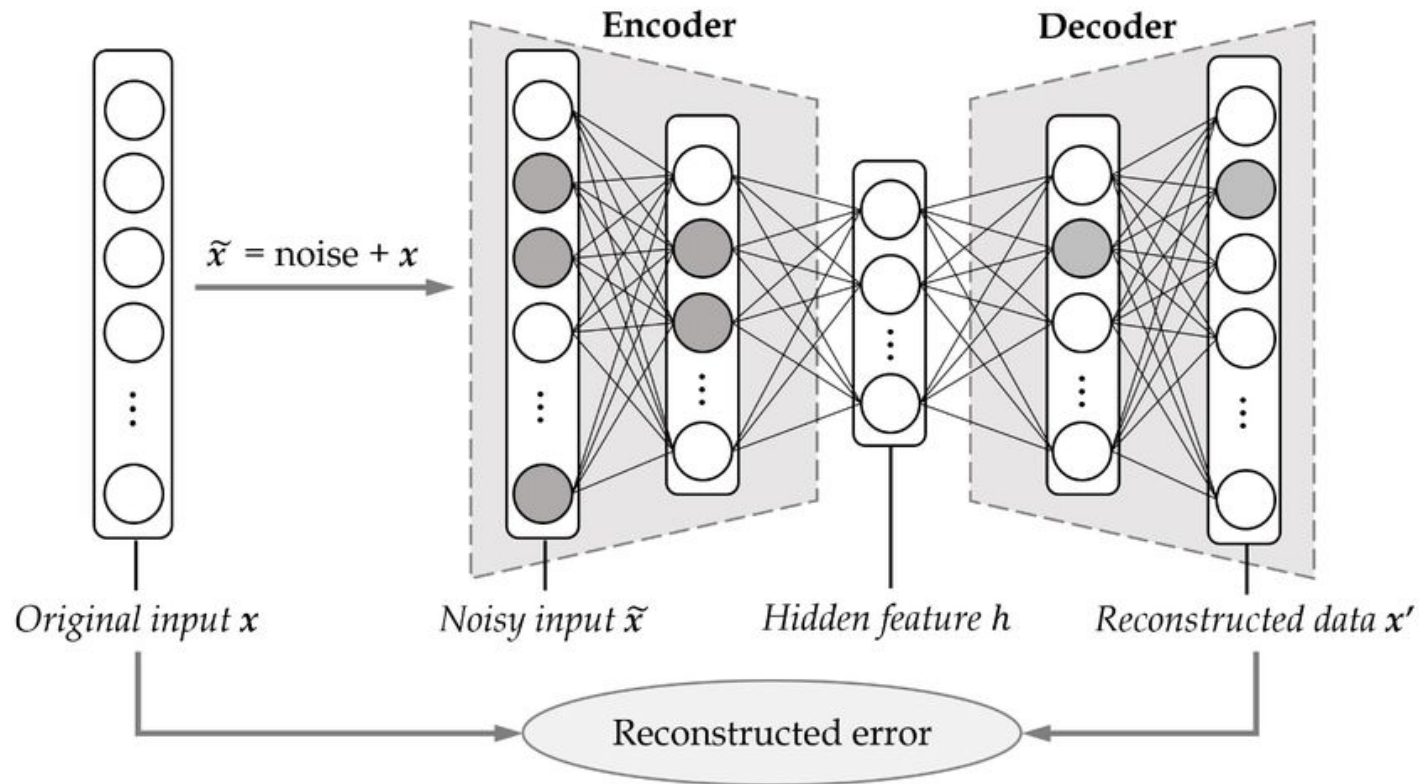 Encoder
Decoder
x̃ = noise + x
Original input x
Noisy input x̃
Hidden feature h
Reconstructed data x′
Reconstructed error